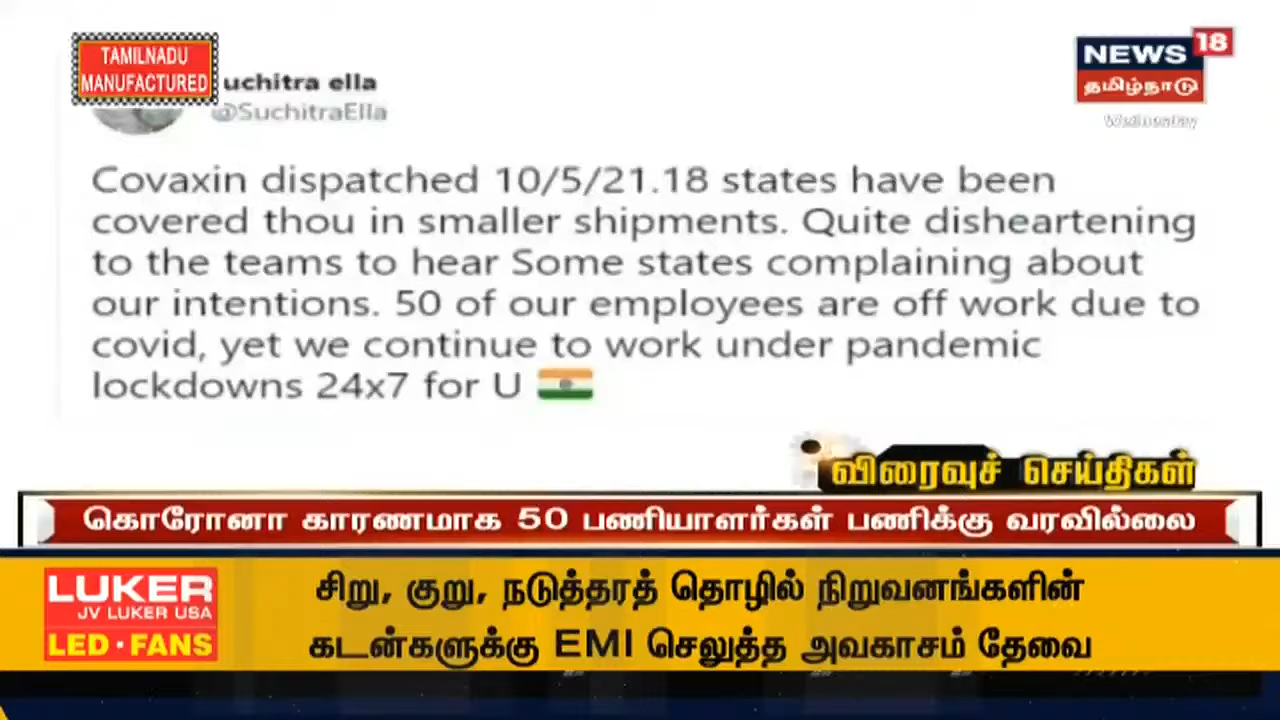 TAMILNADU
MANUFACTURED
uchitra ella
@SuchitraElla
NEWS 18
தமிழ்நாடு
Wednesday
Covaxin dispatched 10/5/21.18 states have been
covered thou in smaller shipments. Quite disheartening
to the teams to hear Some states complaining about
our intentions. 50 of our employees are off work due to
covid, yet we continue to work under pandemic
lockdowns 24x7 for U
விரைவுச் செய்திகள்
கொரோனா காரணமாக 50 பணியாளர்கள் பணிக்கு வரவில்லை
LUKER
JV LUKER USA
LED · FANS
சிறு, குறு, நடுத்தரத் தொழில் நிறுவனங்களின்
கடன்களுக்கு EMI செலுத்த அவகாசம் தேவை